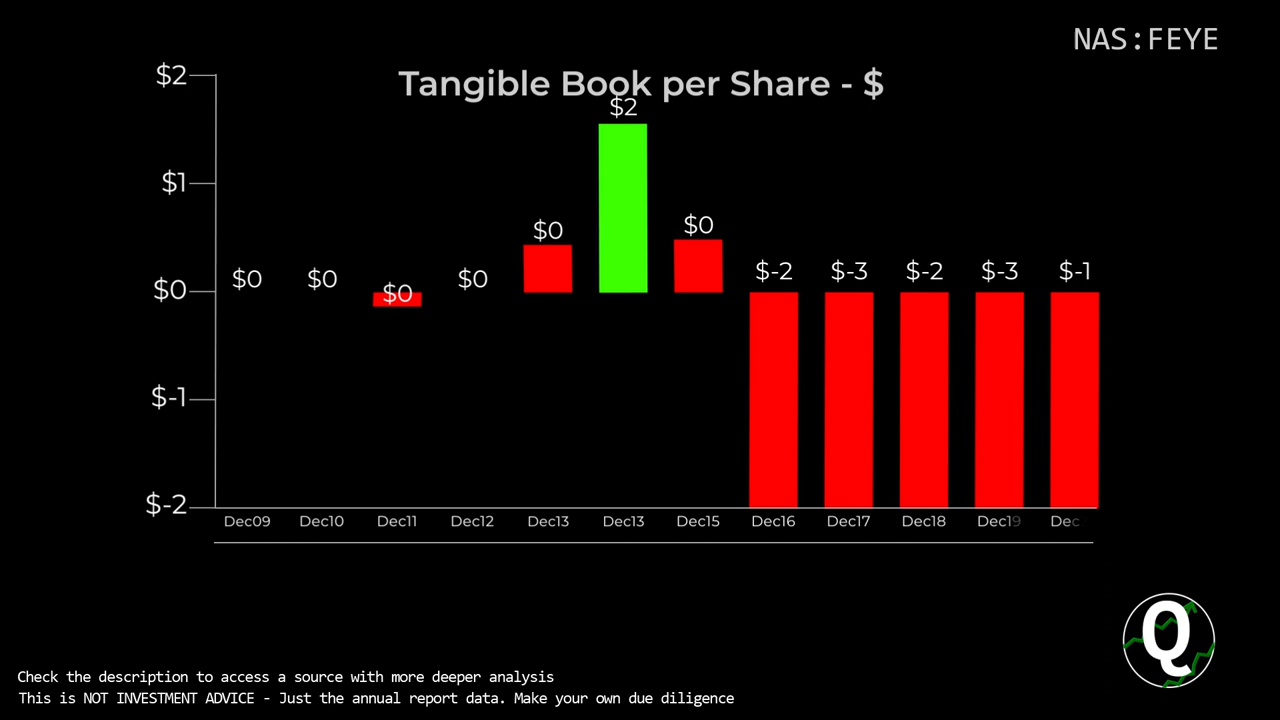 NAS:FEYE
Tangible Book per Share - $
$2
$1
$0
$-1
$-2
$0 $0 $0 $0 $0 $2 $0 $-2 $-3 $-2 $-3 $-1
Dec09 Dec10 Dec11 Dec12 Dec13 Dec13 Dec15 Dec16 Dec17 Dec18 Dec19 Dec
Q
Check the description to access a source with more deeper analysis
This is NOT INVESTMENT ADVICE - Just the annual report data. Make your own due diligence